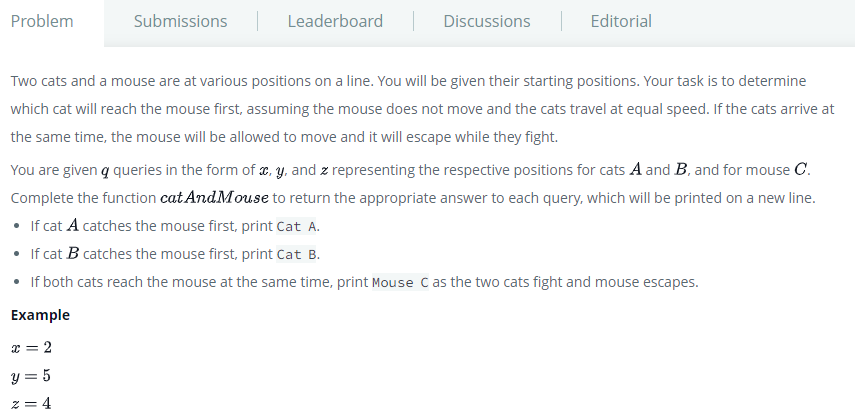 Problem Submissions Leaderboard Discussions Editorial
Two cats and a mouse are at various positions on a line. You will be given their starting positions. Your task is to determine
which cat will reach the mouse first, assuming the mouse does not move and the cats travel at equal speed. If the cats arrive at
the same time, the mouse will be allowed to move and it will escape while they fight.
You are given q queries in the form of x, y, and z representing the respective positions for cats A and B, and for mouse C.
Complete the function catAndMouse to return the appropriate answer to each query, which will be printed on a new line.
• If cat A catches the mouse first, print Cat A.
• If cat B catches the mouse first, print Cat B.
• If both cats reach the mouse at the same time, print Mouse C as the two cats fight and mouse escapes.
Example
x = 2
y = 5
z = 4